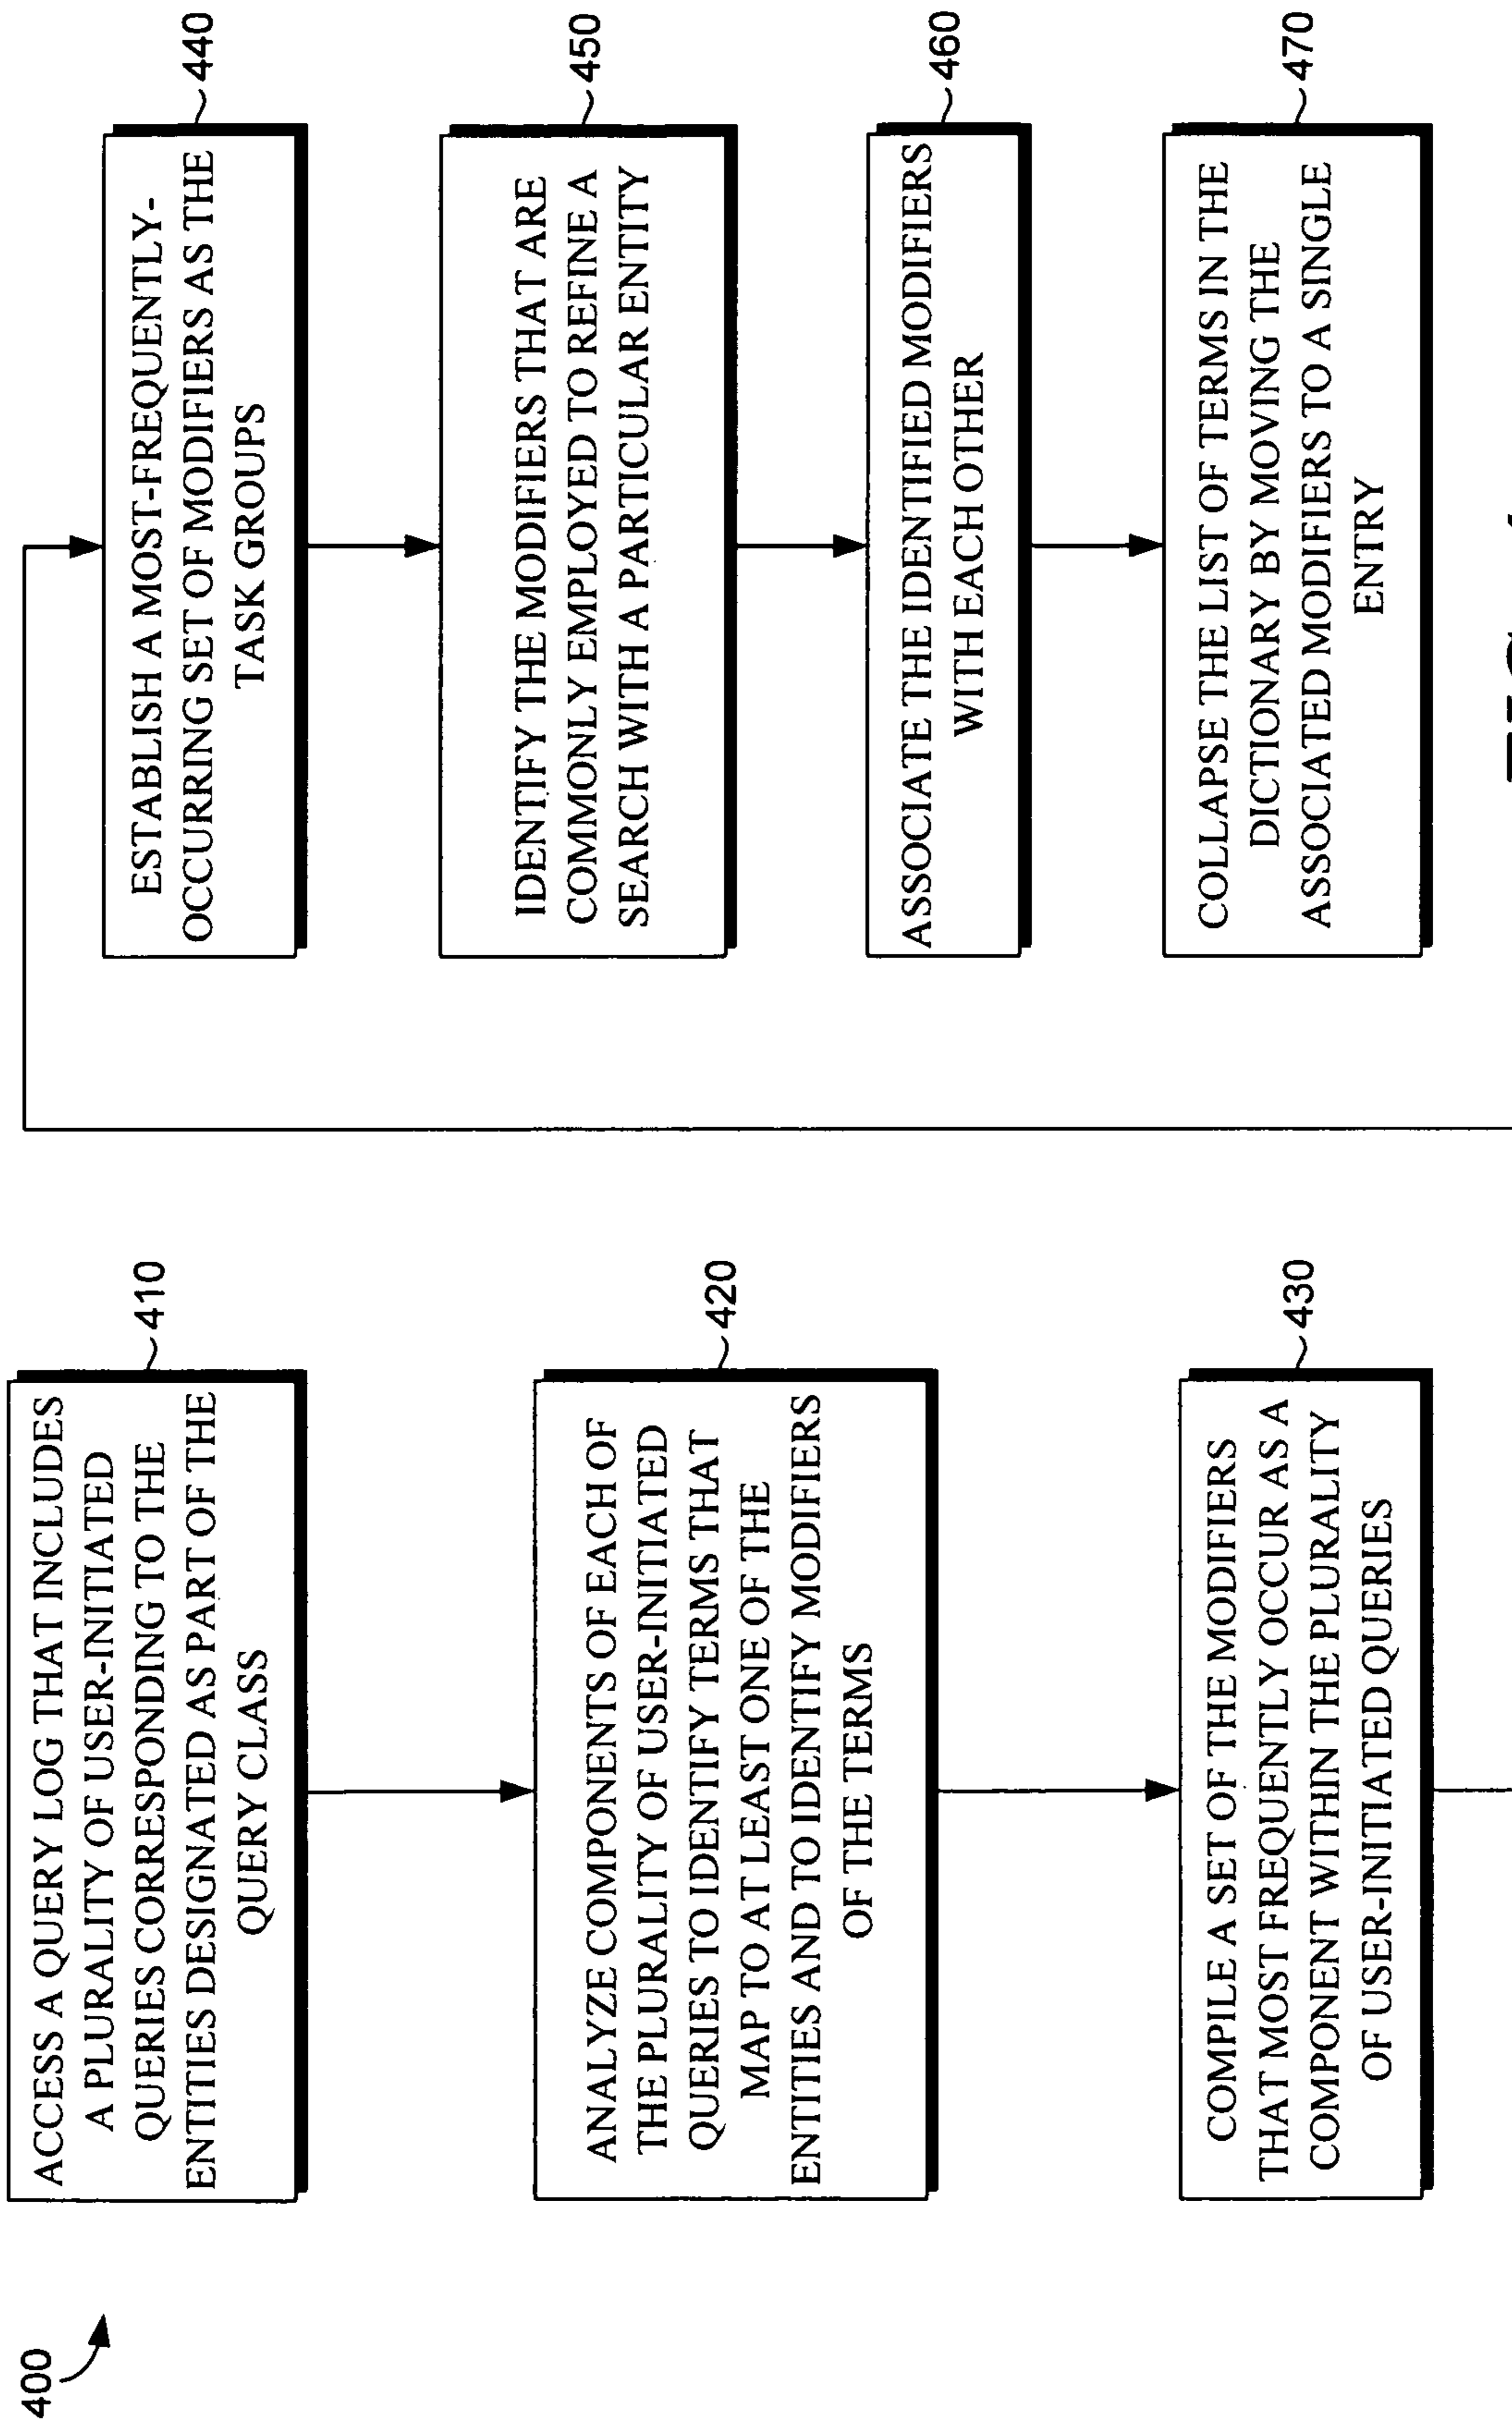 400
ACCESS A QUERY LOG THAT INCLUDES
A PLURALITY OF USER-INITIATED
QUERIES CORRESPONDING TO THE
ENTITIES DESIGNATED AS PART OF THE
QUERY CLASS
410
ANALYZE COMPONENTS OF EACH OF
THE PLURALITY OF USER-INITIATED
QUERIES TO IDENTIFY TERMS THAT
MAP TO AT LEAST ONE OF THE
ENTITIES AND TO IDENTIFY MODIFIERS
OF THE TERMS
420
COMPILE A SET OF THE MODIFIERS
THAT MOST FREQUENTLY OCCUR AS A
COMPONENT WITHIN THE PLURALITY
OF USER-INITIATED QUERIES
430
ESTABLISH A MOST-FREQUENTLY-
OCCURRING SET OF MODIFIERS AS THE
TASK GROUPS
440
IDENTIFY THE MODIFIERS THAT ARE
COMMONLY EMPLOYED TO REFINE A
SEARCH WITH A PARTICULAR ENTITY
450
ASSOCIATE THE IDENTIFIED MODIFIERS
WITH EACH OTHER
460
COLLAPSE THE LIST OF TERMS IN THE
DICTIONARY BY MOVING THE
ASSOCIATED MODIFIERS TO A SINGLE
ENTRY
470